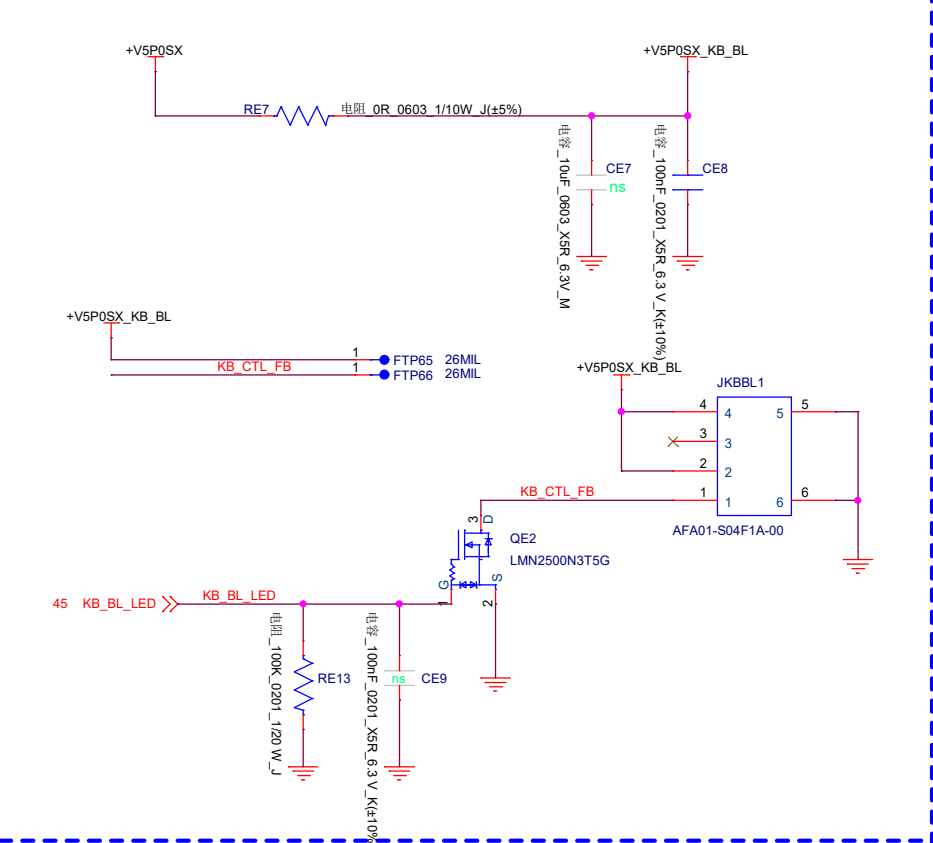 +V5P0SX
+V5P0SX_KB_BL
RE7
电阻_0R_0603_1/10W_J(±5%)
电容_10uF_0603_X5R_6.3V_M
CE7
ns
电容_100nF_0201_X5R_6.3 V_K(±10%)
CE8
+V5P0SX_KB_BL
1
FTP65 26MIL
KB_CTL_FB
1
FTP66 26MIL
+V5P0SX_KB_BL
JKBBL1
4
4
5
5
3
3
2
2
1
1
6
6
KB_CTL_FB
AFA01-S04F1A-00
3
D
QE2
LMN2500N3T5G
G
S
1
2
45 KB_BL_LED
KB_BL_LED
电阻_100K_0201_1/20 W_J
RE13
电容_100nF_0201_X5R_6.3 V_K(±10%
ns
CE9